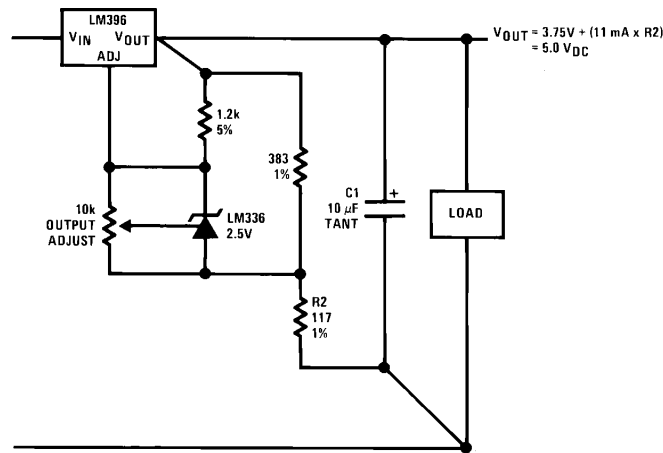 LM396
VIN VOUT
ADJ
VOUT = 3.75V + (11 mA x R2)
= 5.0 VDC
1.2k
5%
383
1%
C1
10 µF
TANT
+
LOAD
10k
OUTPUT
ADJUST
LM336
2.5V
R2
117
1%